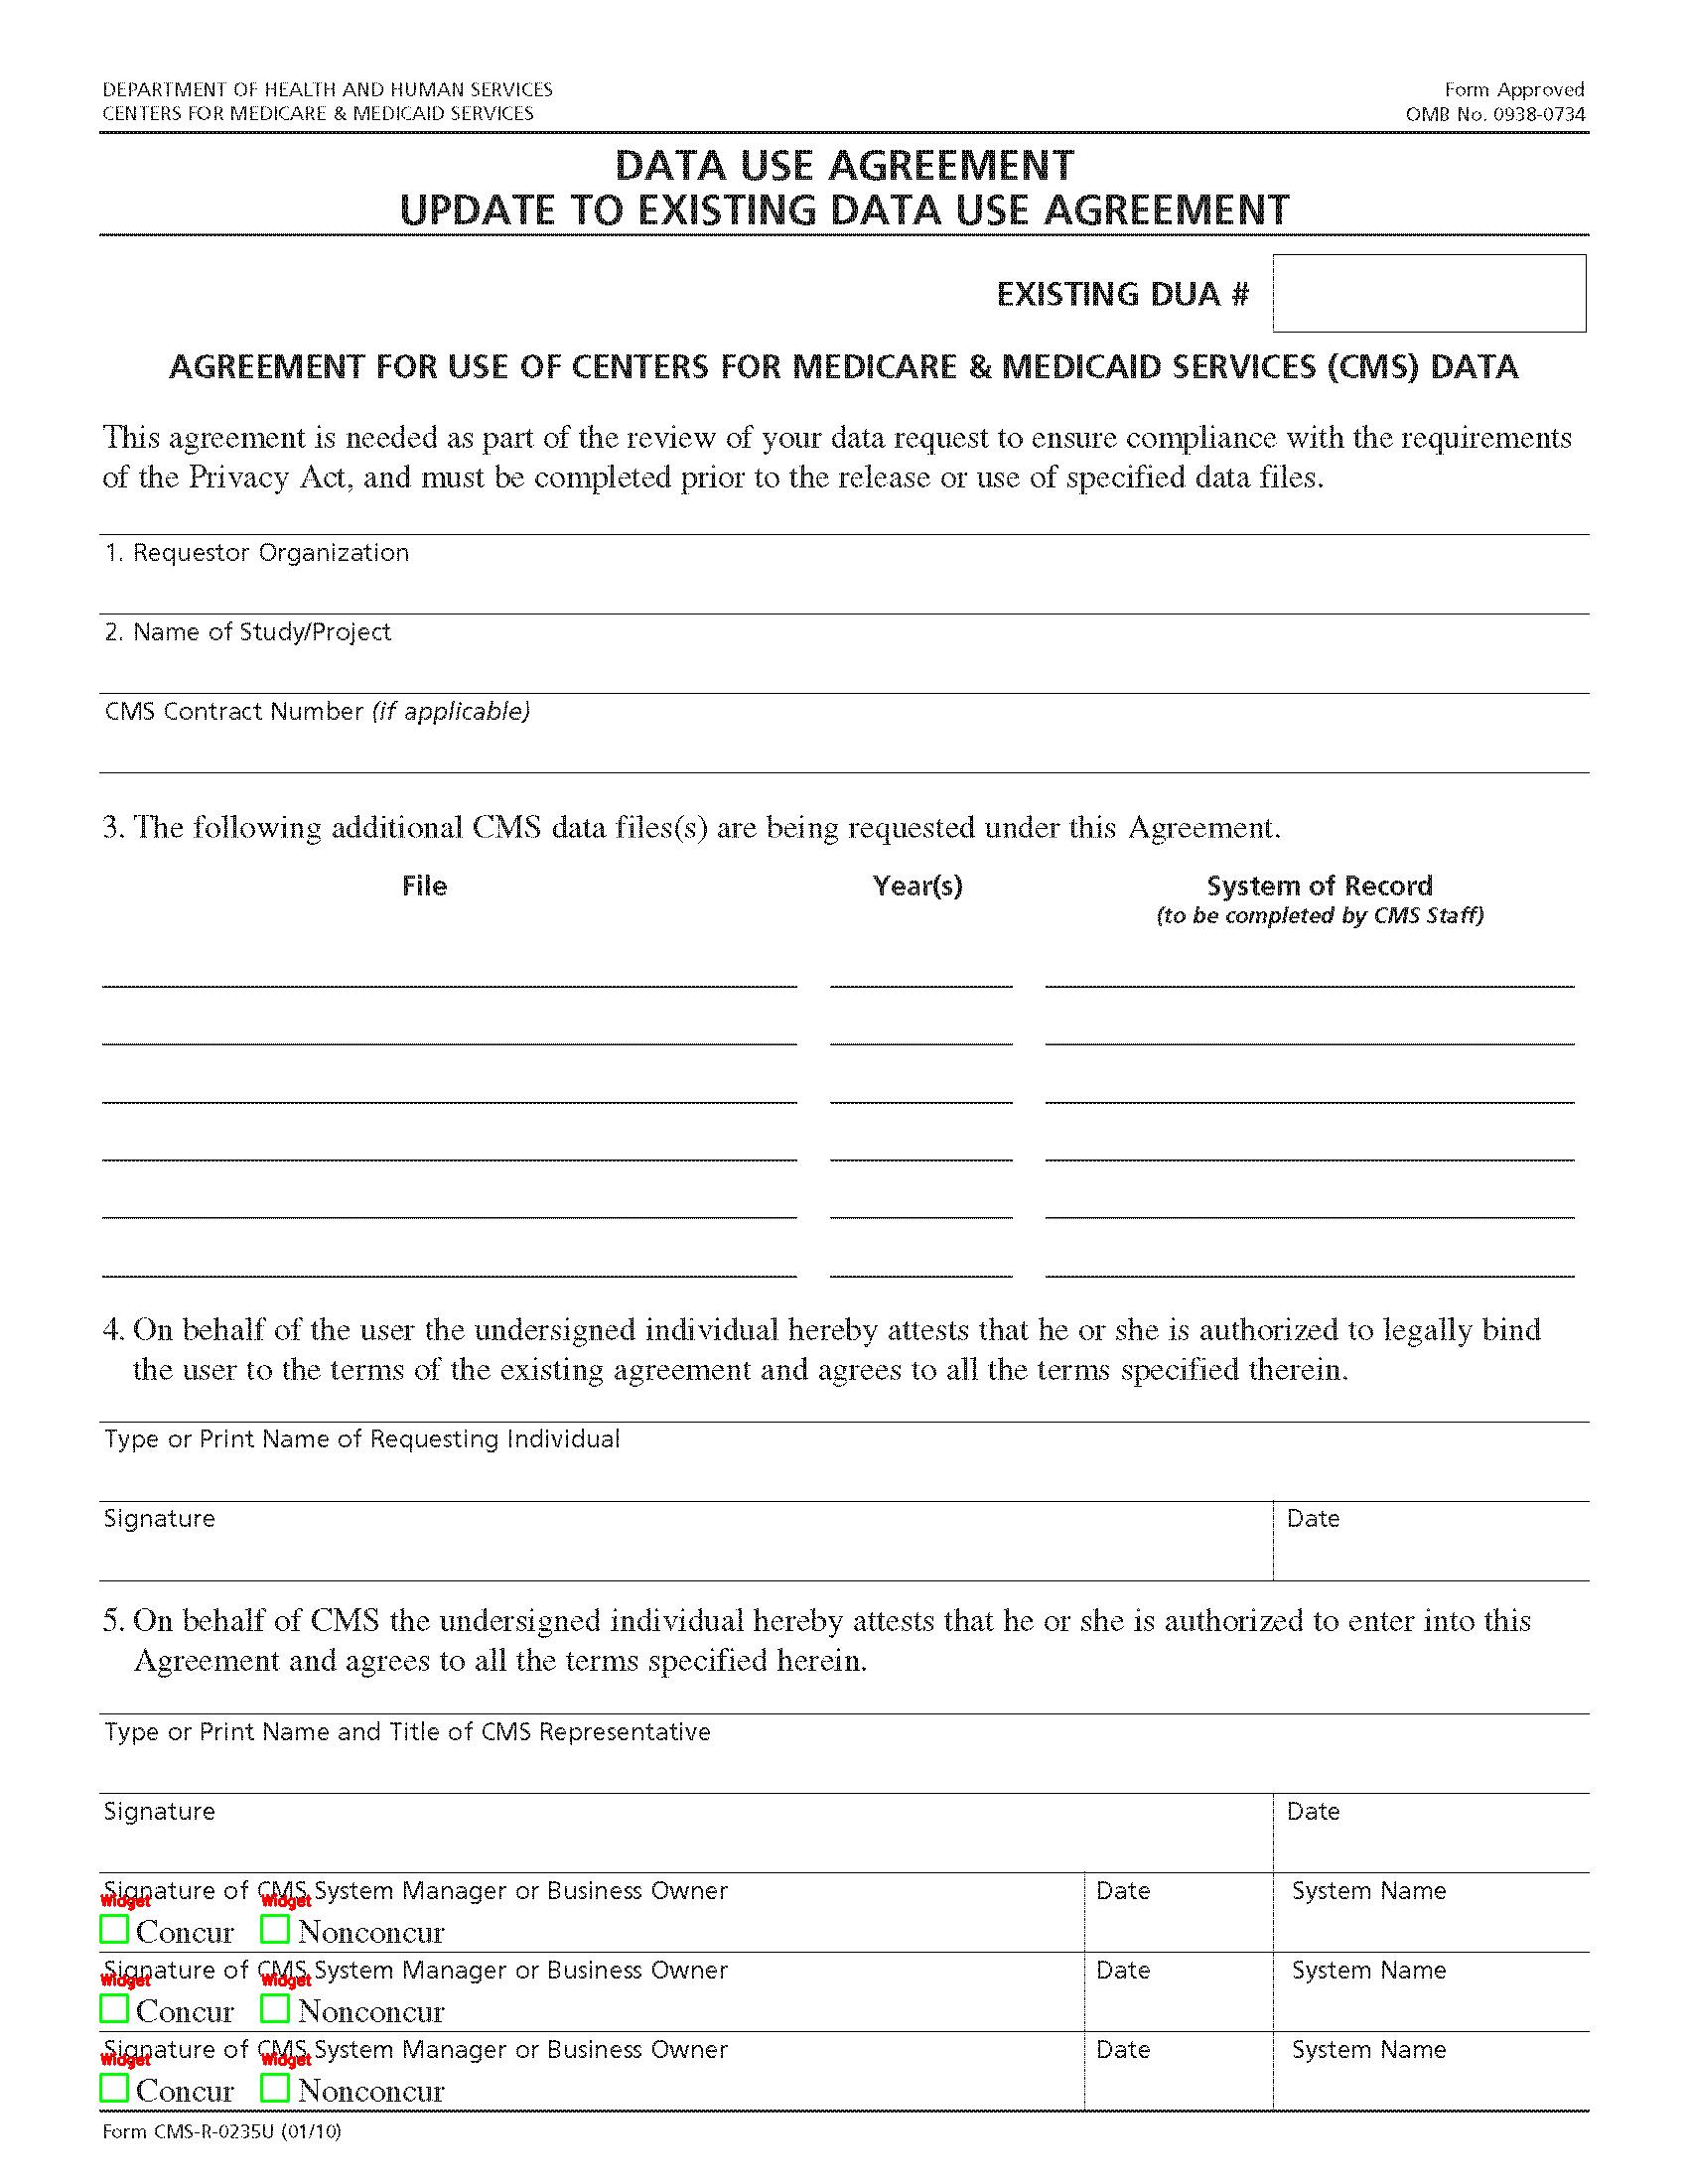 DEPARTMENT OF HEALTH AND HUMAN SERVICES
CENTERS FOR MEDICARE & MEDICAID SERVICES
Form Approved
OMB No. 0938-0734
DATA USE AGREEMENT
UPDATE TO EXISTING DATA USE AGREEMENT
EXISTING DUA #
AGREEMENT FOR USE OF CENTERS FOR MEDICARE & MEDICAID SERVICES (CMS) DATA
This agreement is needed as part of the review of your data request to ensure compliance with the requirements
of the Privacy Act, and must be completed prior to the release or use of specified data files.
1. Requestor Organization
2. Name of Study/Project
CMS Contract Number (if applicable)
3. The following additional CMS data files(s) are being requested under this Agreement.
File Year(s) System of Record
(to be completed by CMS Staff)
4. On behalf of the user the undersigned individual hereby attests that he or she is authorized to legally bind
the user to the terms of the existing agreement and agrees to all the terms specified therein.
Type or Print Name of Requesting Individual
Signature Date
5. On behalf of CMS the undersigned individual hereby attests that he or she is authorized to enter into this
Agreement and agrees to all the terms specified herein.
Type or Print Name and Title of CMS Representative
Signature Date
Signature of CMS System Manager or Business Owner Date System Name
Widget Widget
Concur Nonconcur
Signature of CMS System Manager or Business Owner Date System Name
Widget Widget
Concur Nonconcur
Signature of CMS System Manager or Business Owner Date System Name
Widget Widget
Concur Nonconcur
Form CMS-R-0235U (01/10)